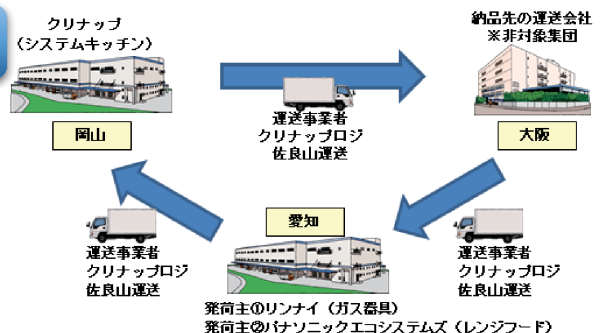 クリナップ
(システムキッチン)
納品先の運送会社
※非対象集団
岡山
運送事業者
クリナップロジ
佐良山運送
大阪
愛知
運送事業者
クリナップロジ
佐良山運送
運送事業者
クリナップロジ
佐良山運送
発荷主①リンナイ(ガス器具)
発荷主②パナソニックエコシステムズ(レンジフード)